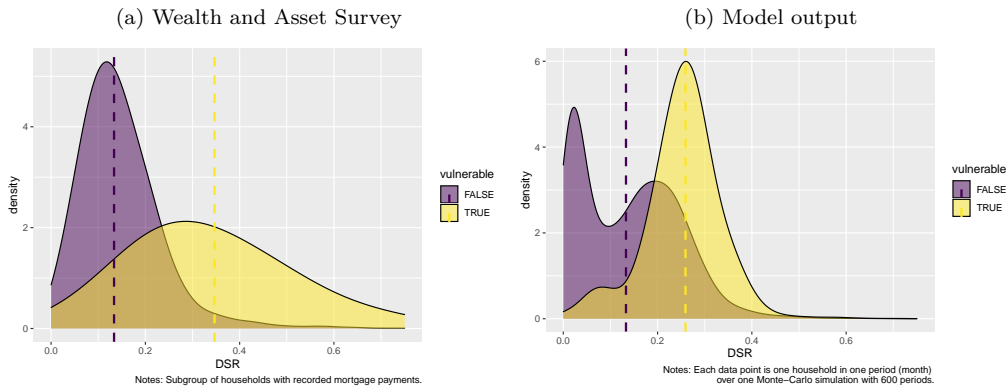 (a) Wealth and Asset Survey
4
2
0
density
0.0
0.2
0.4
0.6
DSR
vulnerable
FALSE
TRUE
Notes: Subgroup of households with recorded mortgage payments.
(b) Model output
6
4
2
0
density
0.0
0.2
0.4
0.6
DSR
vulnerable
FALSE
TRUE
Notes: Each data point is one household in one period (month)
over one Monte−Carlo simulation with 600 periods.